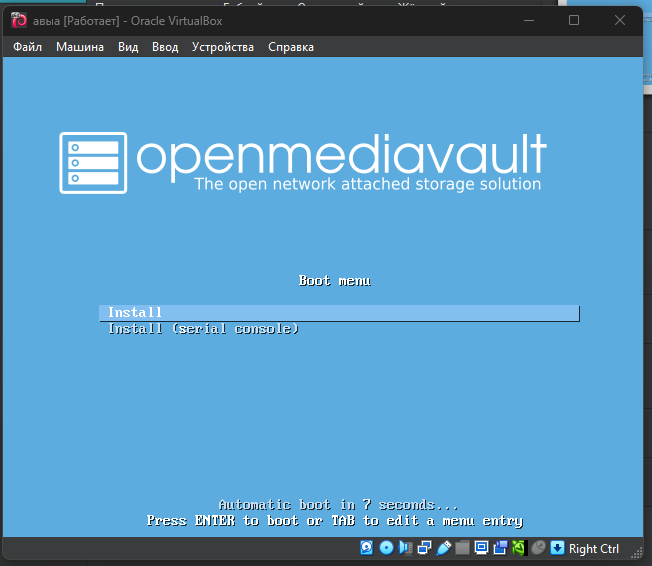 авыа [Работает] - Oracle VirtualBox
Файл Машина Вид Ввод Устройства Справка
openmediavault
The open network attached storage solution
Boot menu
Install
Install (serial console)
Automatic boot in 7 seconds...
Press ENTER to boot or TAB to edit a menu entry
Right Ctrl